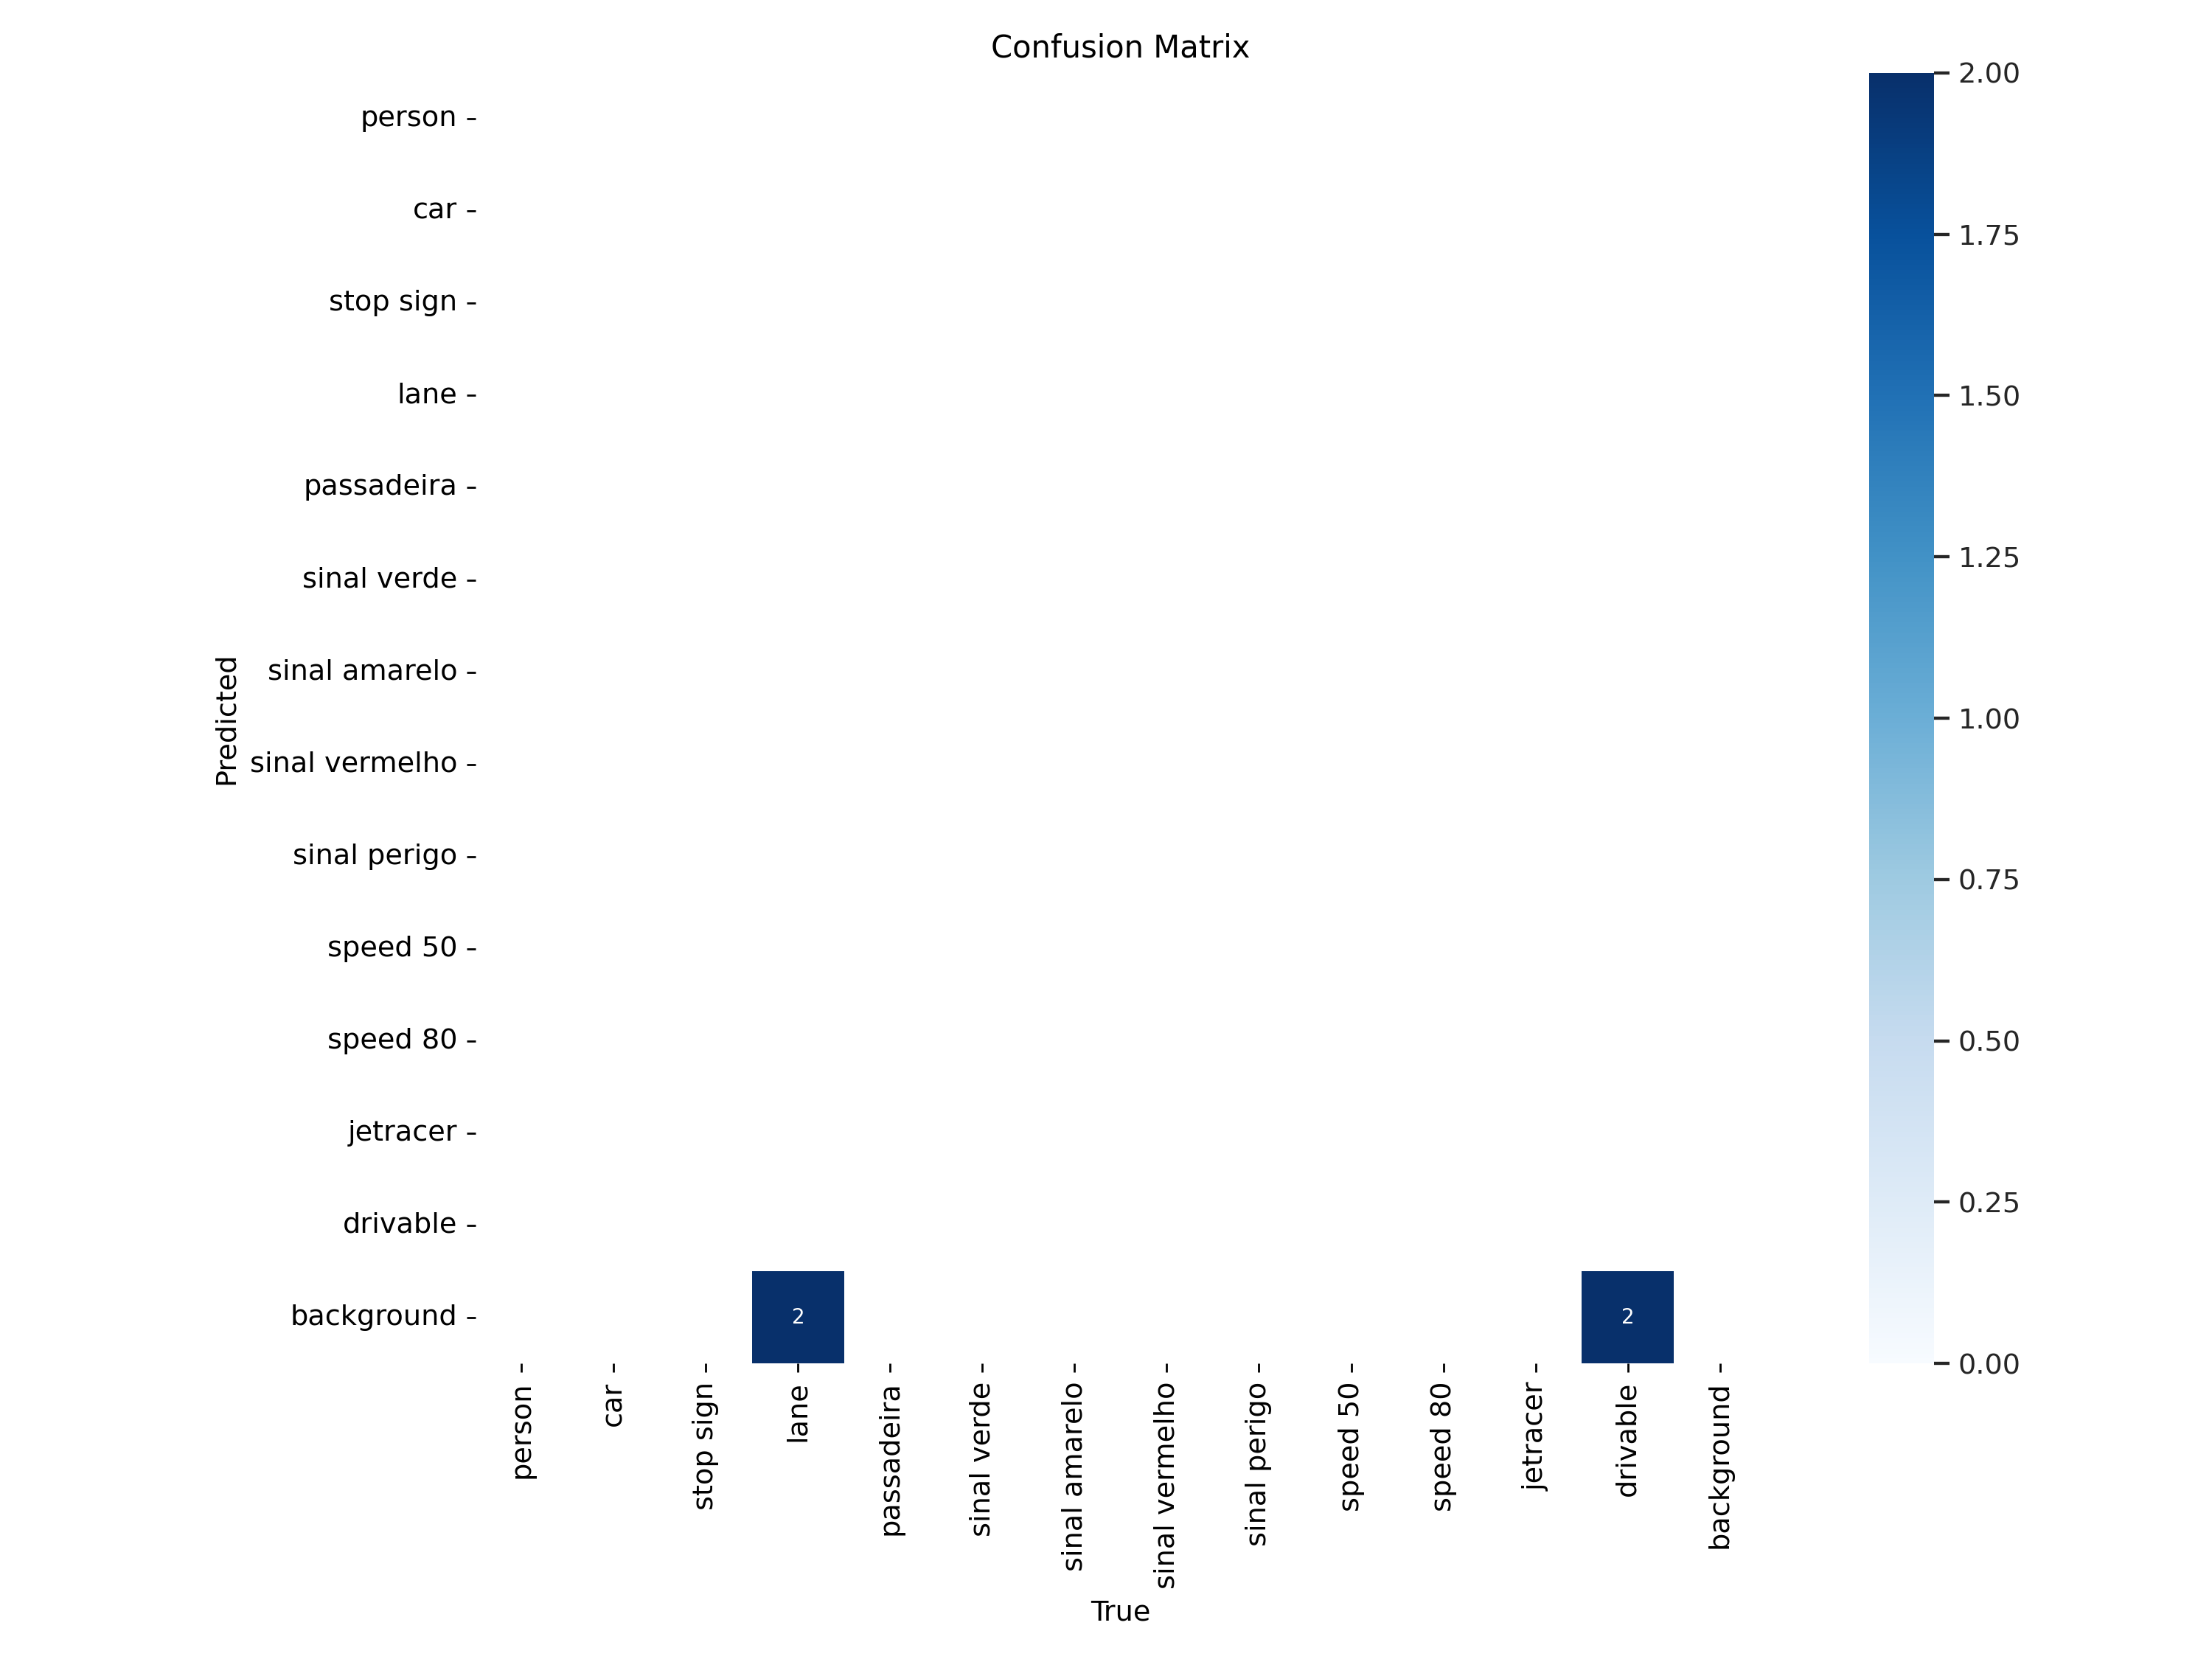 Confusion Matrix
person
car
stop sign
lane
passadeira
sinal verde
sinal amarelo
sinal vermelho
sinal perigo
speed 50
speed 80
jetracer
drivable
background
Predicted
2
2
person
car
stop sign
lane
passadeira
sinal verde
sinal amarelo
sinal vermelho
sinal perigo
speed 50
speed 80
jetracer
drivable
background
True
2.00
1.75
1.50
1.25
1.00
0.75
0.50
0.25
0.00